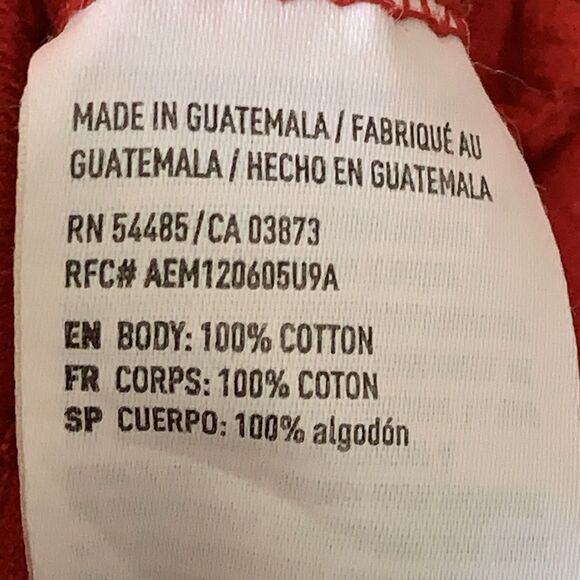 MADE IN GUATEMALA / FABRIQUÉ AU
GUATEMALA / HECHO EN GUATEMALA
RN 54485/CA 03873
RFC# AEM120605U9A
EN BODY: 100% COTTON
FR CORPS: 100% COTON
SP CUERPO: 100% algodón